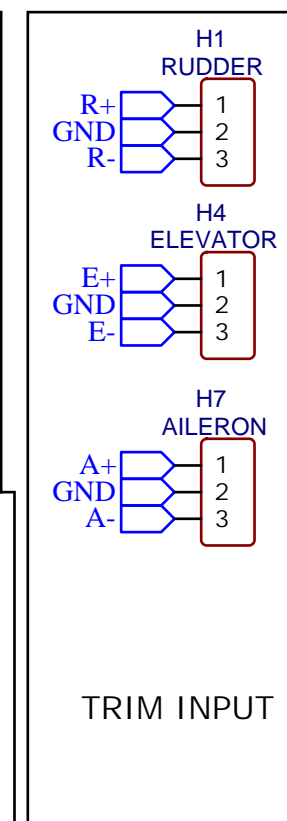 H1
RUDDER
R+ 1
GND 2
R- 3
H4
ELEVATOR
E+ 1
GND 2
E- 3
H7
AILERON
A+ 1
GND 2
A- 3
TRIM INPUT